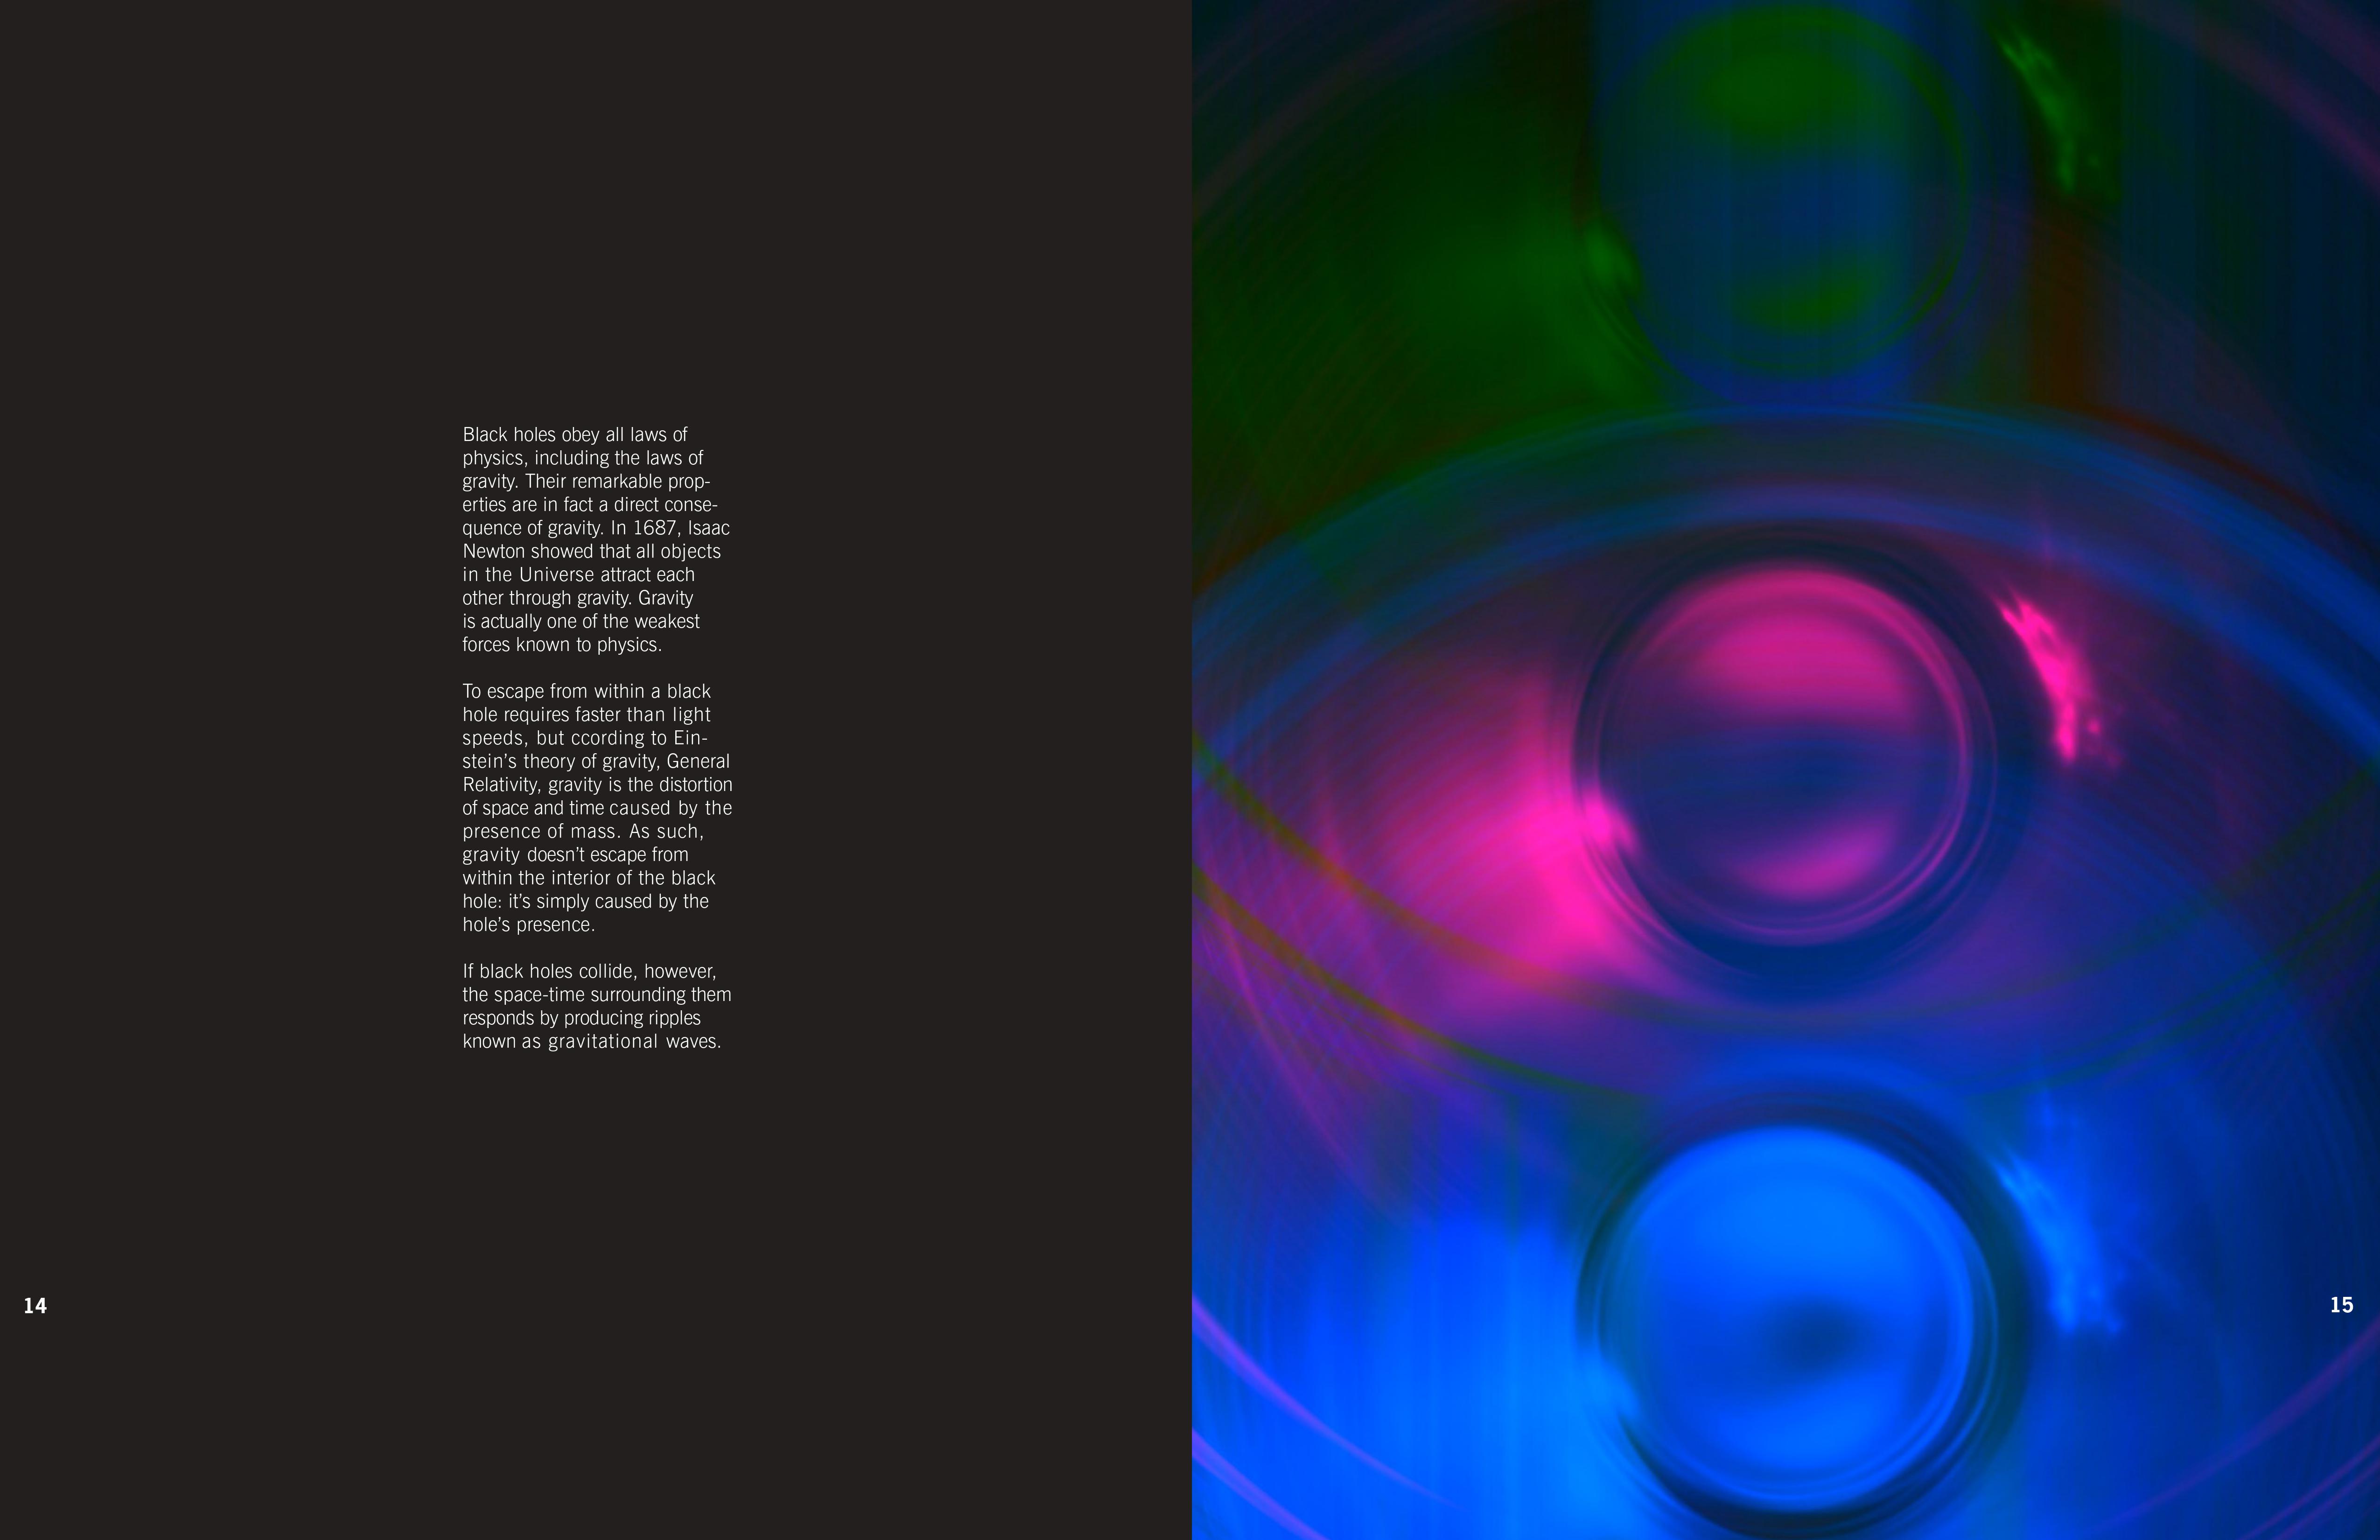 Black holes obey all laws of
physics, including the laws of
gravity. Their remarkable prop-
erties are in fact a direct conse-
quence of gravity. In 1687, Isaac
Newton showed that all objects
in the Universe attract each
other through gravity. Gravity
is actually one of the weakest
forces known to physics.
To escape from within a black
hole requires faster than light
speeds, but ccording to Ein-
stein’s theory of gravity, General
Relativity, gravity is the distortion
of space and time caused by the
presence of mass. As such,
gravity doesn’t escape from
within the interior of the black
hole: it’s simply caused by the
hole’s presence.
If black holes collide, however,
the space-time surrounding them
responds by producing ripples
known as gravitational waves.
14
15